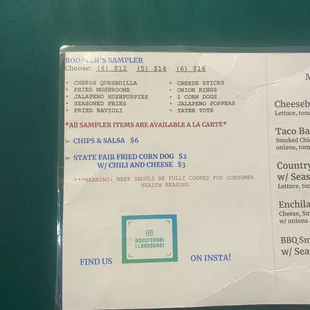 ROOSTER'S SAMPLER
Choose: (4) $12 (5) $14 (6) $16
CHEESE QUESADILLA
FRIED MUSHROOMS
JALAPENO HUSHPUPPIES
SEASONED FRIES
FRIED RAVIOLI
CHEESE STICKS
ONION RINGS
2 CORN DOGS
JALAPENO POPPERS
TATER TOTS
*All SAMPLER ITEMS ARE AVAILABLE A LA CARTE*
CHIPS & SALSA $6
STATE FAIR FRIED CORN DOG $2
W/ CHILI AND CHEESE $3
***WARNING: BEEF SHOULD BE FULLY COOKED FOR CONSUMER
HEALTH REASONS
FIND US
ON INSTA!
M
Cheeseb
Lettuce, tom
Taco Ba
Smoked Chic
onions, tom
Country
w/ Seas
Lettuce, tom
Enchila
Cheese, Sm
w/ onions
BBQ Sm
w/ Seas